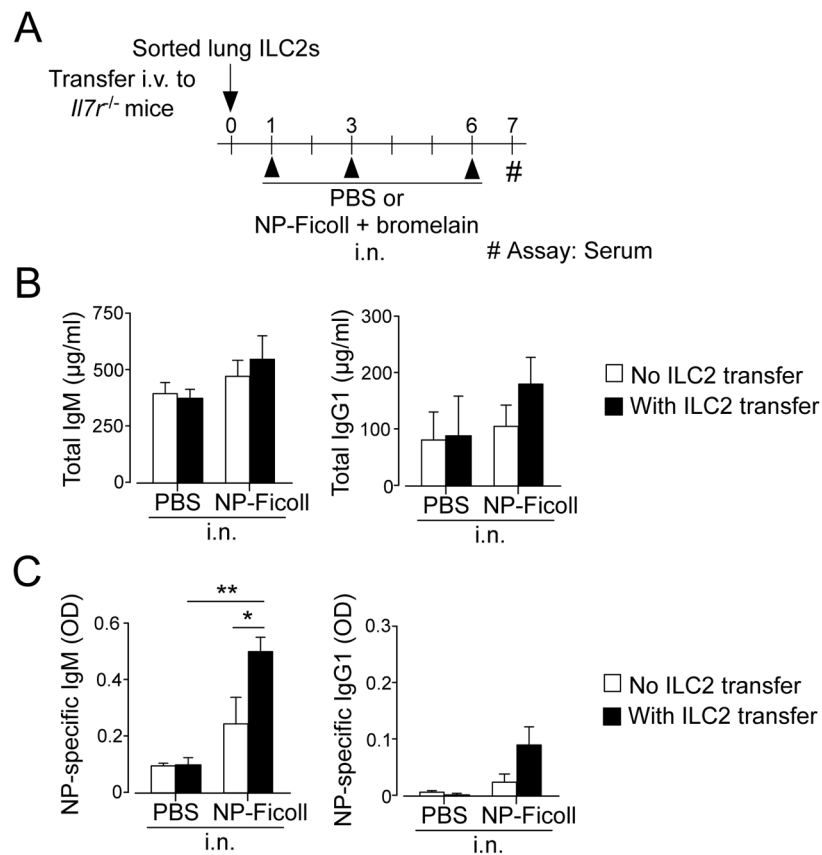 A
Sorted lung ILC2s
Transfer i.v. to
Il7r-/- mice
0 1 3 6 7
#
PBS or
NP-Ficoll + bromelain
i.n.
# Assay: Serum
B
Total IgM (μg/ml)
750
500
250
0
PBS NP-Ficoll
i.n.
Total IgG1 (μg/ml)
300
200
100
0
PBS NP-Ficoll
i.n.
No ILC2 transfer
With ILC2 transfer
C
NP-specific IgM (OD)
0.6
0.4
0.2
0
**
*
PBS NP-Ficoll
i.n.
NP-specific IgG1 (OD)
0.3
0.2
0.1
0
PBS NP-Ficoll
i.n.
No ILC2 transfer
With ILC2 transfer